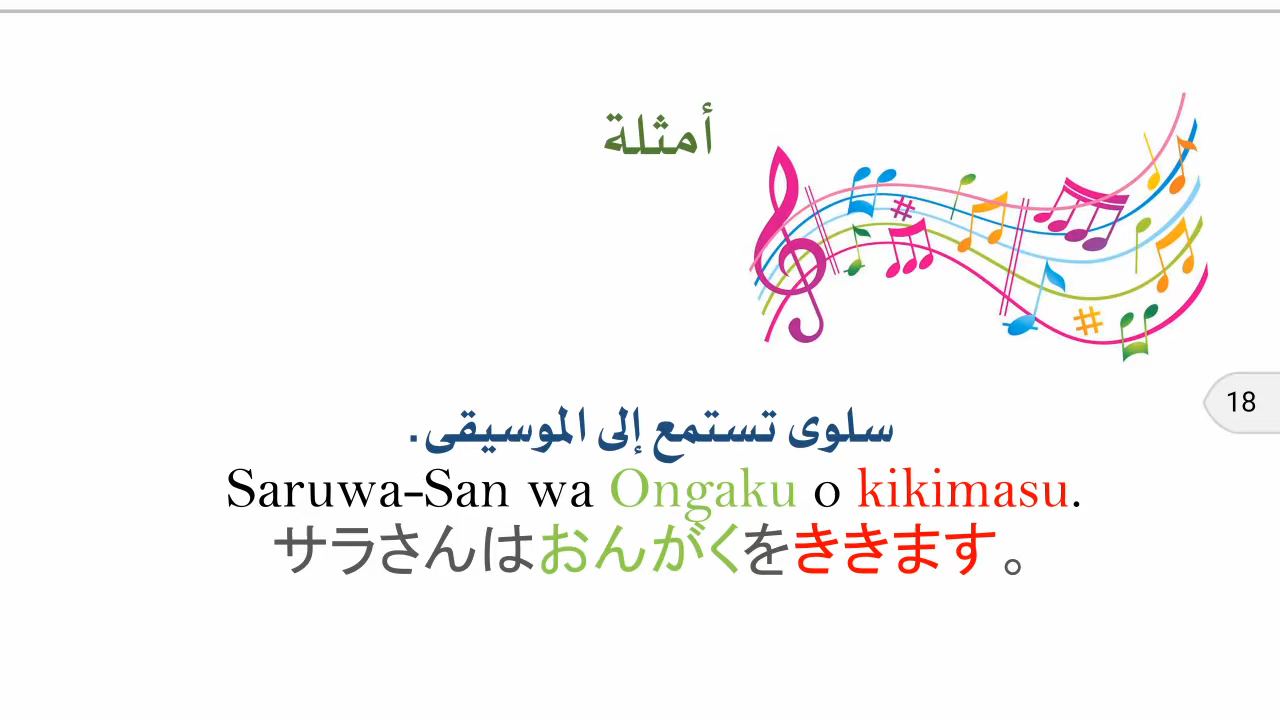 أمثلة
18
سلوى تستمع إلى الموسيقى.
Saruwa-San wa Ongaku o kikimasu.
サラさんはおんがくをききます。